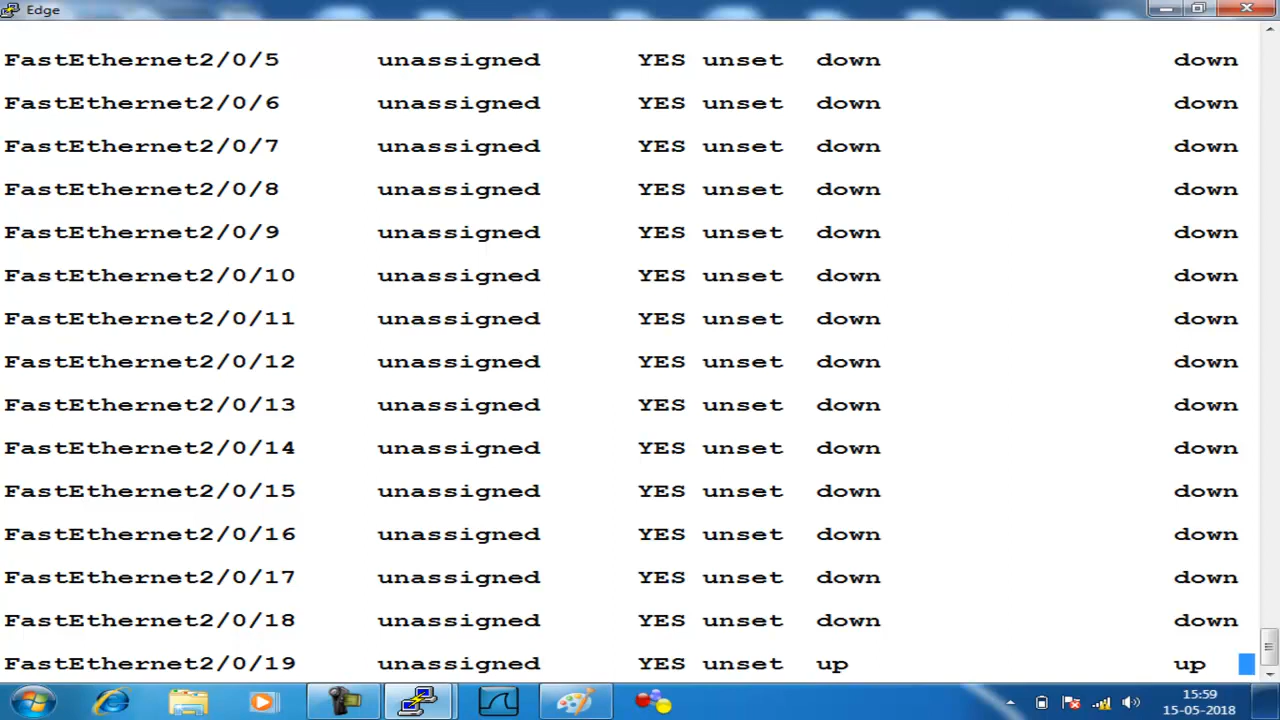 Edge
FastEthernet2/0/5 unassigned YES unset down down
FastEthernet2/0/6 unassigned YES unset down down
FastEthernet2/0/7 unassigned YES unset down down
FastEthernet2/0/8 unassigned YES unset down down
FastEthernet2/0/9 unassigned YES unset down down
FastEthernet2/0/10 unassigned YES unset down down
FastEthernet2/0/11 unassigned YES unset down down
FastEthernet2/0/12 unassigned YES unset down down
FastEthernet2/0/13 unassigned YES unset down down
FastEthernet2/0/14 unassigned YES unset down down
FastEthernet2/0/15 unassigned YES unset down down
FastEthernet2/0/16 unassigned YES unset down down
FastEthernet2/0/17 unassigned YES unset down down
FastEthernet2/0/18 unassigned YES unset down down
FastEthernet2/0/19 unassigned YES unset up up
15:59
15-05-2018